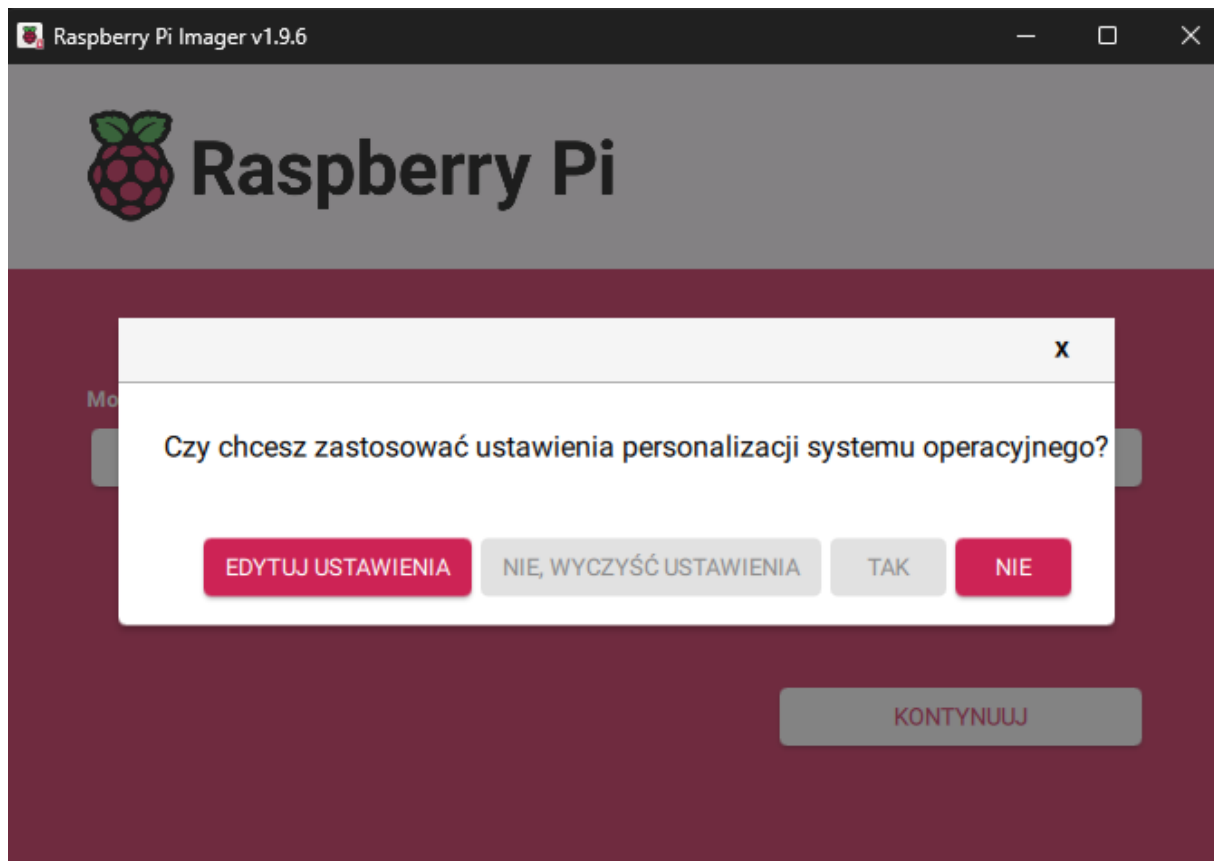 Raspberry Pi Imager v1.9.6
Raspberry Pi
x
Mo
Czy chcesz zastosować ustawienia personalizacji systemu operacyjnego?
EDYTUJ USTAWIENIA NIE, WYCZYŚĆ USTAWIENIA TAK NIE
KONTYNUUJ